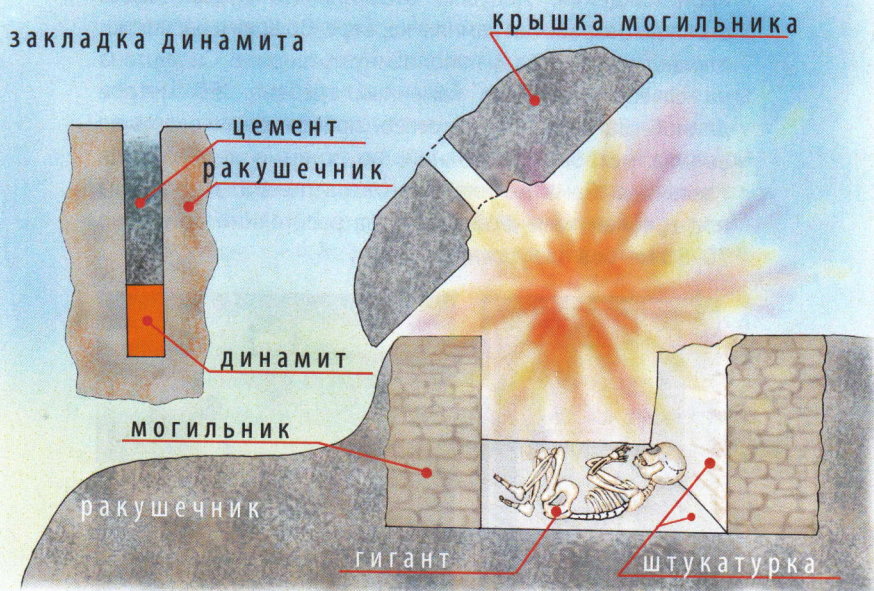 закладка динамита
крышка могильника
цемент
ракушечник
динамит
могильник
ракушечник
гигант
штукатурка